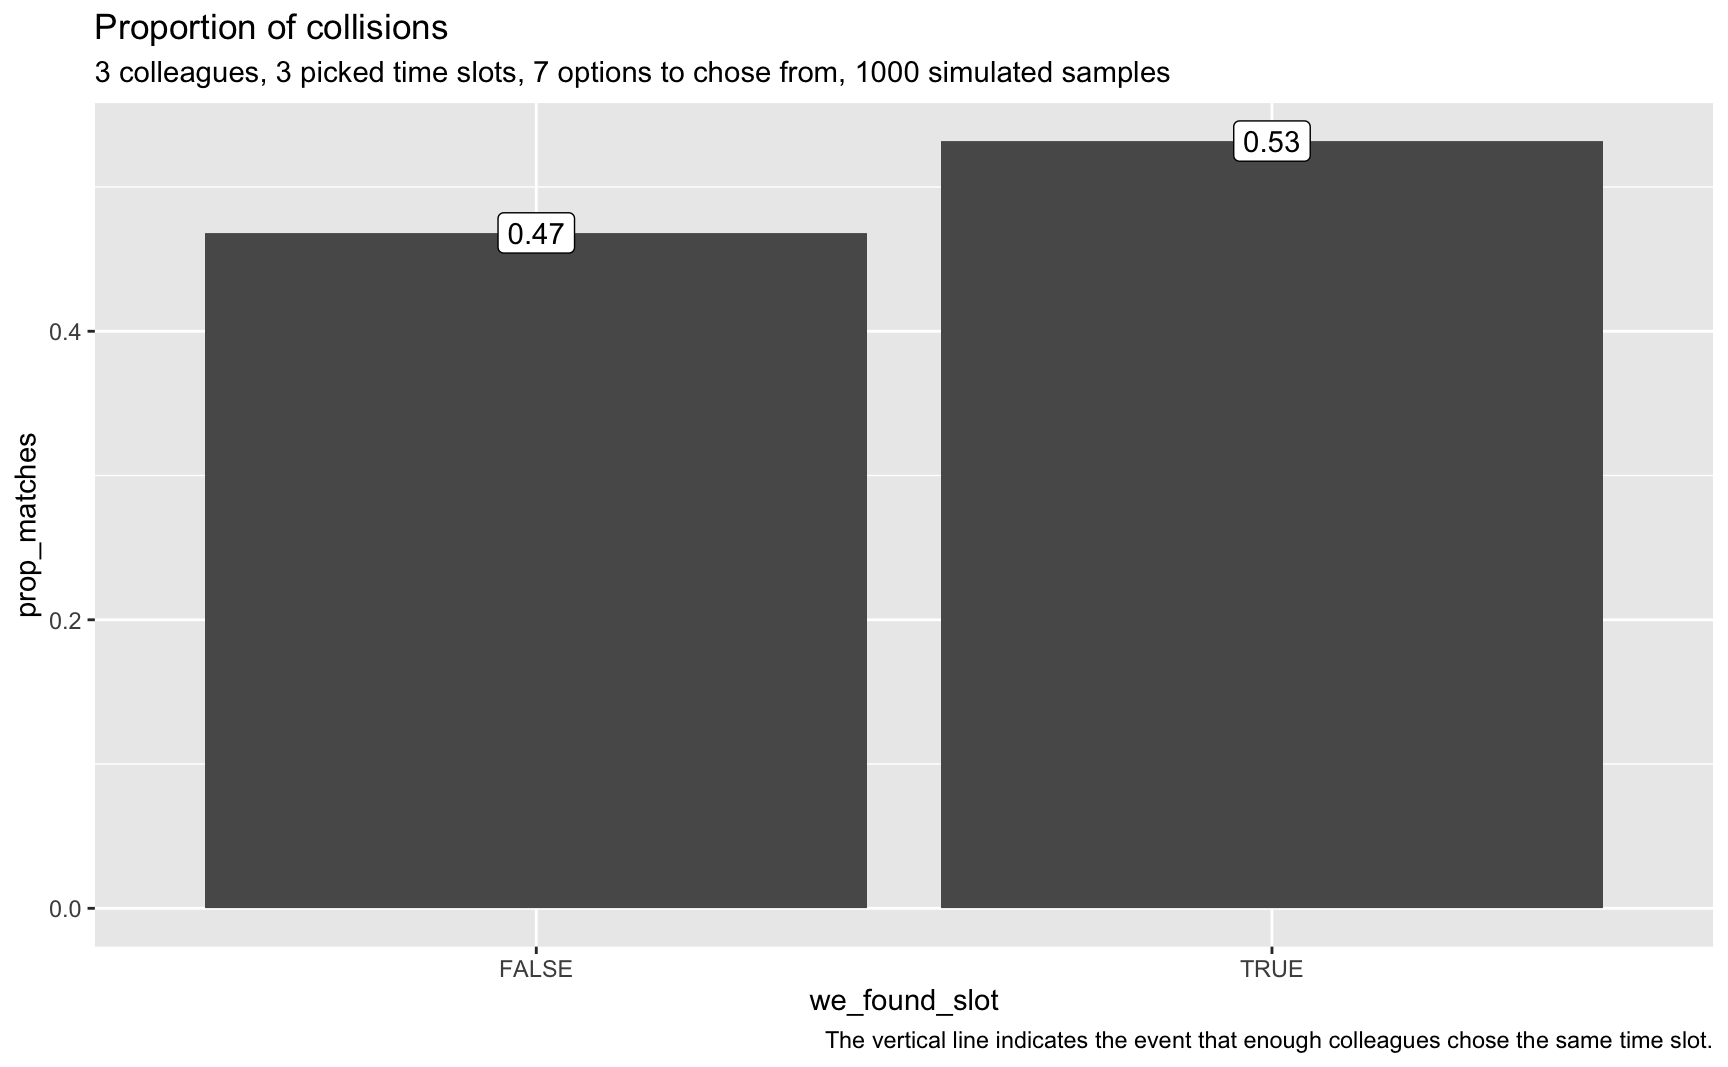 Proportion of collisions
3 colleagues, 3 picked time slots, 7 options to chose from, 1000 simulated samples
0.53
0.47
0.4
0.2
0.0
prop_matches
FALSE
TRUE
we_found_slot
The vertical line indicates the event that enough colleagues chose the same time slot.